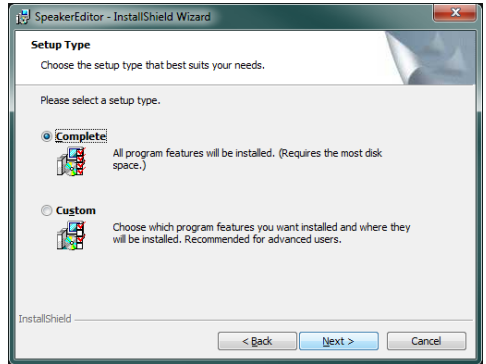 SpeakerEditor - InstallShield Wizard
Setup Type
Choose the setup type that best suits your needs.
Please select a setup type.
Complete
All program features will be installed. (Requires the most disk
space.)
Custom
Choose which program features you want installed and where they
will be installed. Recommended for advanced users.
InstallShield
< Back Next > Cancel